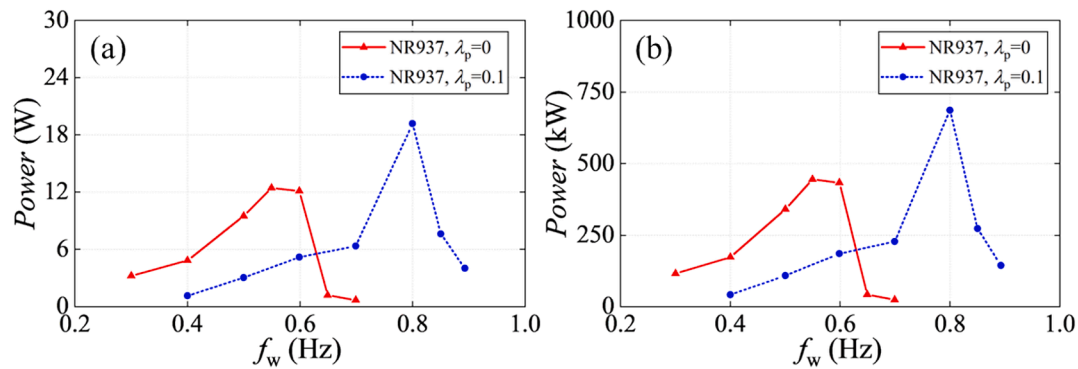 (a)
NR937, λp=0
NR937, λp=0.1
Power (W)
30
24
18
12
6
0
0.2 0.4 0.6 0.8 1.0
fw (Hz)
(b)
NR937, λp=0
NR937, λp=0.1
Power (kW)
1000
750
500
250
0
0.2 0.4 0.6 0.8 1.0
fw (Hz)